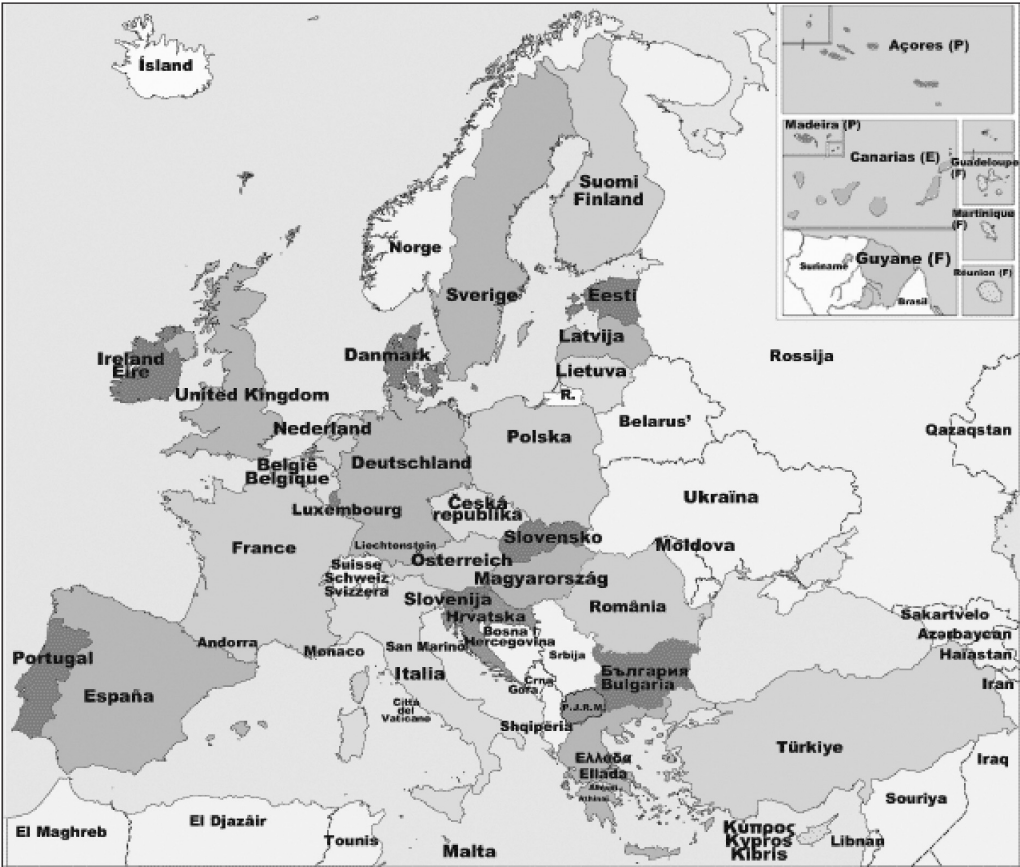 Ísland
Açores (P)
Madeira (P)
Canarias (E)
Guadeloupe
(F)
Martinique
(F)
Guyane (F)
Suriname
Brasil
Réunion (F)
Suomi
Finland
Norge
Sverige
Eesti
Latvija
Lietuva
R.
Rossija
Danmark
Ireland
Éire
United Kingdom
Nederland
België
Belgique
Deutschland
Polska
Belarus’
Qazaqstan
Luxembourg
Česká
republika
Ukraïna
Slovensko
France
Liechtenstein
Österreich
Moldova
Suisse
Schweiz
Svizzera
Magyarország
Slovenija
Hrvatska
România
Sakartvelo
Azərbaycan
Haïastan
Iran
Andorra
Monaco
San Marino
Bosna i
Hercegovina
Srbija
Portugal
España
Italia
Crna
Gora
България
Bulgaria
Città
del
Vaticano
P.J.R.M.
Shqipëria
Türkiye
Iraq
Ελλαδα
Ellada
Athinai
Souriya
El Maghreb
El Djazâir
Tounis
Malta
Κύπρος
Kypros
Kibris
Libnan